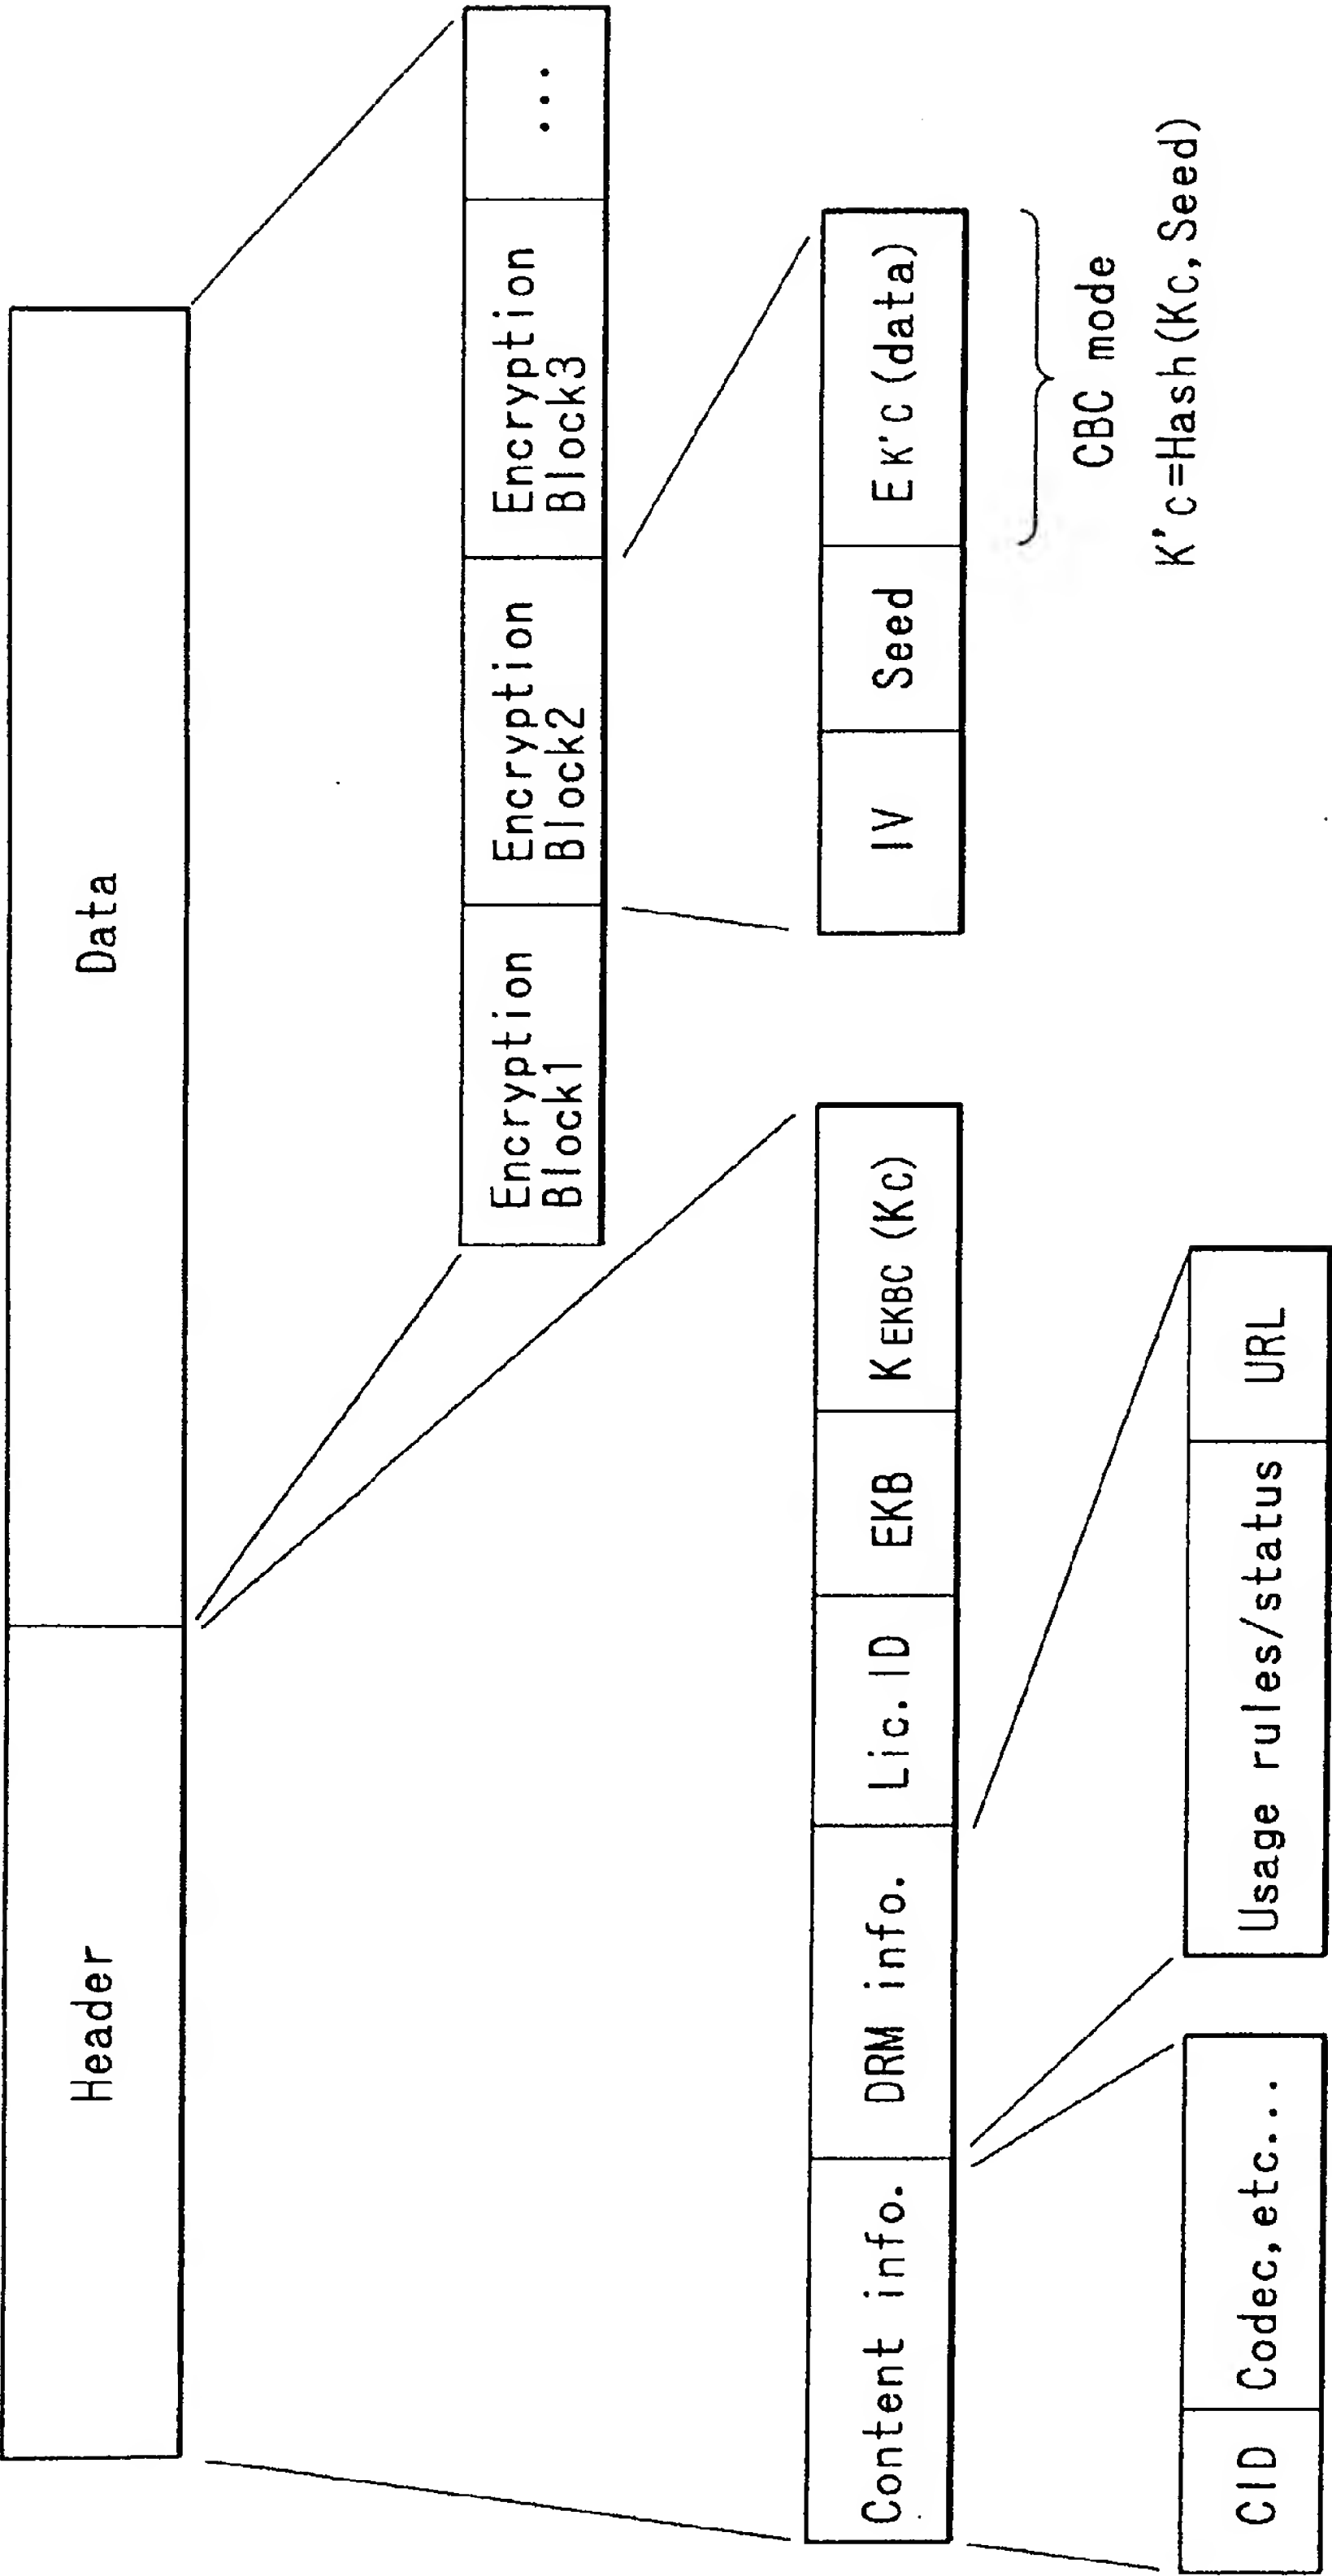 Header
Data
Encryption
Block1
Encryption
Block2
Encryption
Block3
...
Content info.
DRM info.
Lic. ID
EKB
KEKBC (Kc)
IV
Seed
EK'C (data)
CBC mode
K'c=Hash(Kc, Seed)
CID
Codec, etc...
Usage rules/status
URL